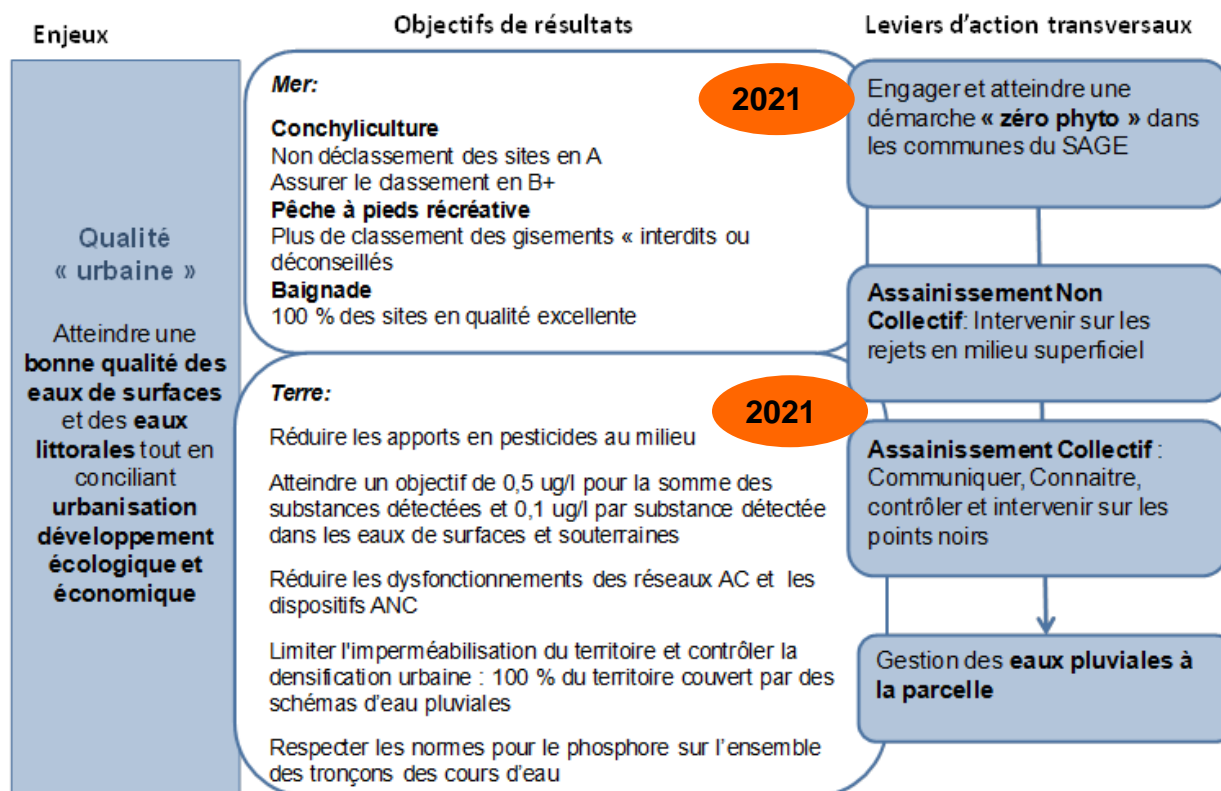 Enjeux
Objectifs de résultats
Leviers d'action transversaux
Qualité
« urbaine »
Atteindre une
bonne qualité des
eaux de surfaces
et des eaux
littorales tout en
conciliant
urbanisation
développement
écologique et
économique
Mer:
2021
Conchyliculture
Non déclassement des sites en A
Assurer le classement en B+
Pêche à pieds récréative
Plus de classement des gisements « interdits ou
déconseillés
Baignade
100 % des sites en qualité excellente
Terre:
2021
Réduire les apports en pesticides au milieu
Atteindre un objectif de 0,5 ug/l pour la somme des
substances détectées et 0,1 ug/l par substance détectée
dans les eaux de surfaces et souterraines
Réduire les dysfonctionnements des réseaux AC et les
dispositifs ANC
Limiter l'imperméabilisation du territoire et contrôler la
densification urbaine : 100 % du territoire couvert par des
schémas d'eau pluviales
Respecter les normes pour le phosphore sur l'ensemble
des tronçons des cours d'eau
Engager et atteindre une
démarche « zéro phyto » dans
les communes du SAGE
Assainissement Non
Collectif: Intervenir sur les
rejets en milieu superficiel
Assainissement Collectif :
Communiquer, Connaitre,
contrôler et intervenir sur les
points noirs
Gestion des eaux pluviales à
la parcelle